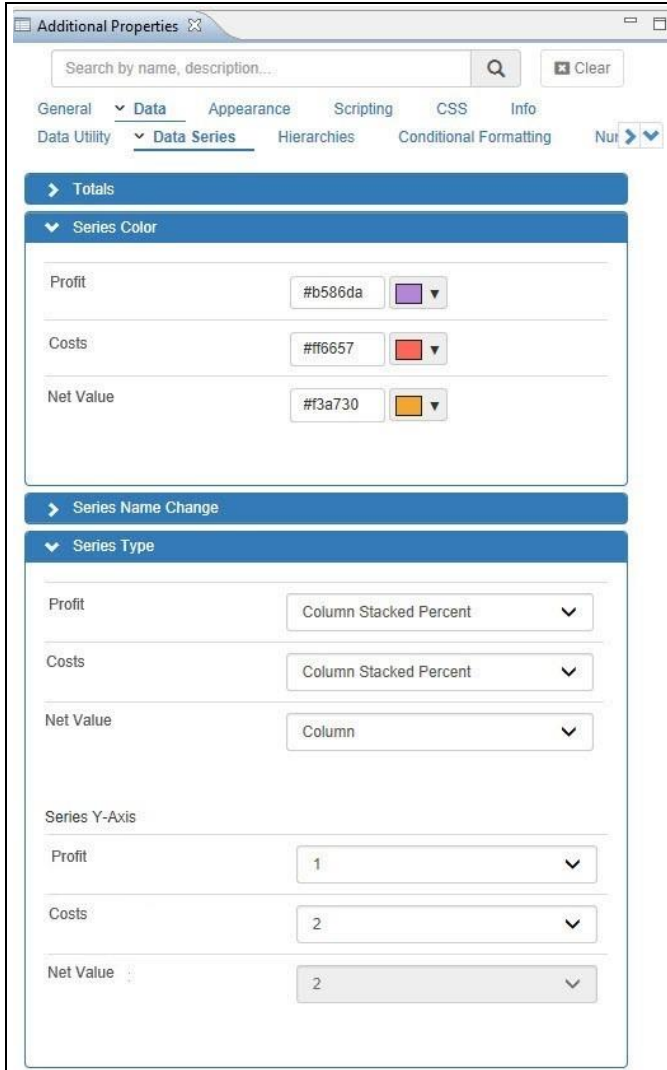 Additional Properties
Search by name, description... Clear
General Data Appearance Scripting CSS Info
Data Utility Data Series Hierarchies Conditional Formatting Nur
Totals
Series Color
Profit #b586da
Costs #ff6657
Net Value #f3a730
Series Name Change
Series Type
Profit Column Stacked Percent
Costs Column Stacked Percent
Net Value Column
Series Y-Axis
Profit 1
Costs 2
Net Value 2